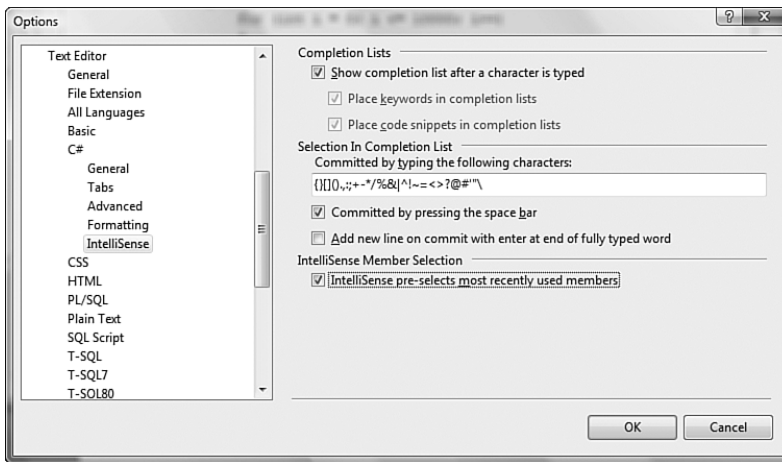 Options
Text Editor
General
File Extension
All Languages
Basic
C#
General
Tabs
Advanced
Formatting
IntelliSense
CSS
HTML
PL/SQL
Plain Text
SQL Script
T-SQL
T-SQL7
T-SQL80
Completion Lists
Show completion list after a character is typed
Place keywords in completion lists
Place code snippets in completion lists
Selection In Completion List
Committed by typing the following characters:
{}[]().,:;+-*/%&|^!~=<>?@#'"\
Committed by pressing the space bar
Add new line on commit with enter at end of fully typed word
IntelliSense Member Selection
IntelliSense pre-selects most recently used members
OK
Cancel